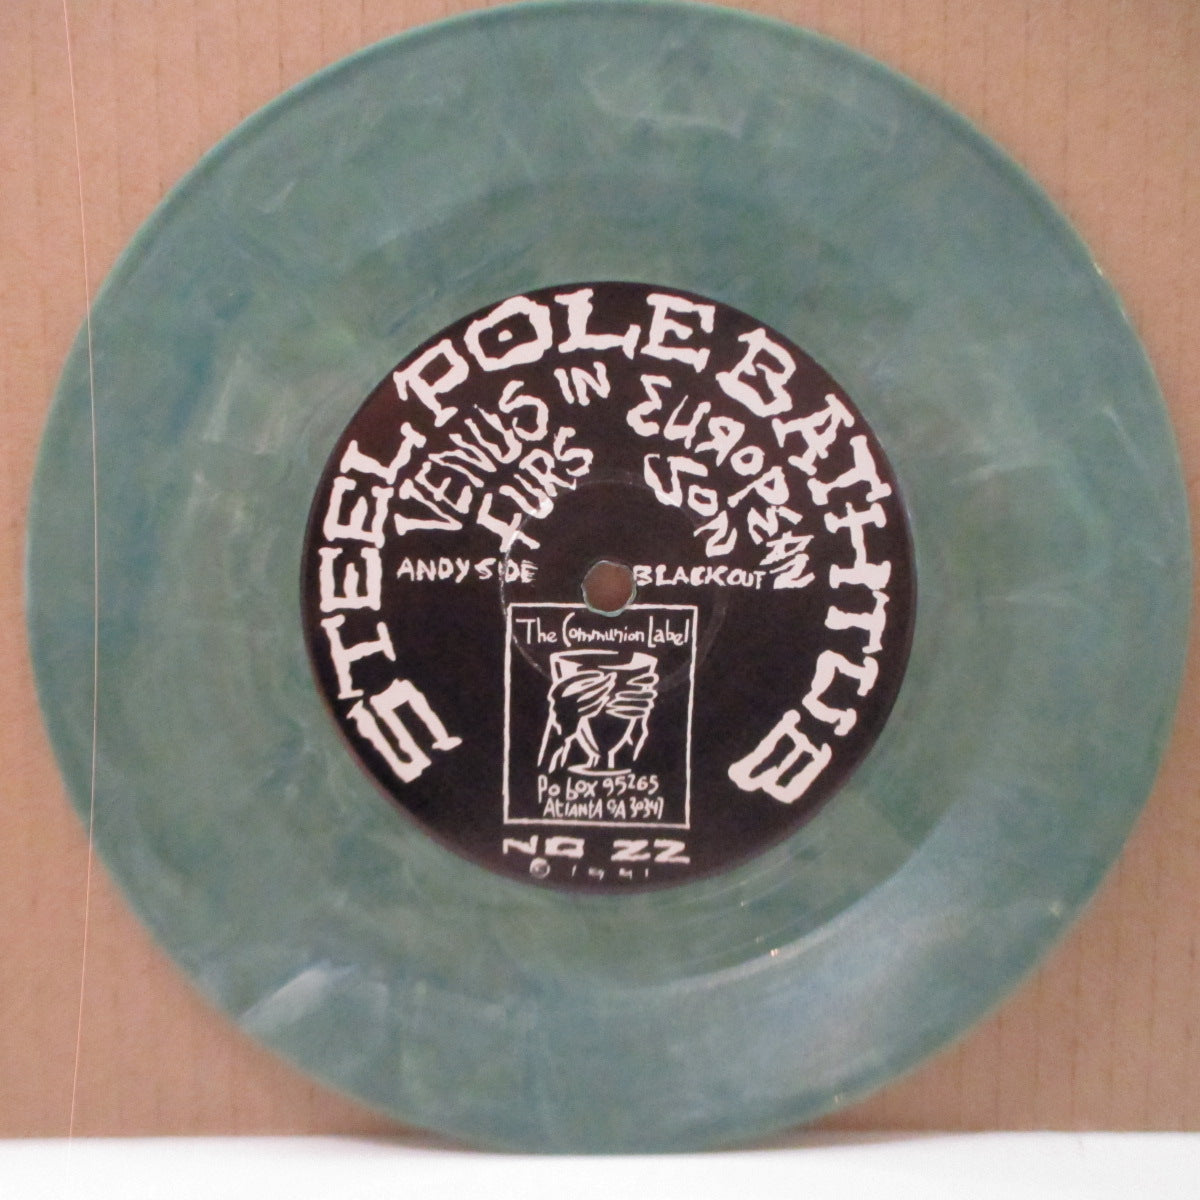 STEEL POLE BATHTUB
VENUS IN FURS
EUROPEAN SON
ANDY SIDE
BLACKOUT
The Communion Label
Po box 95265
AtlantA GA 30347
NO 22
© 1991